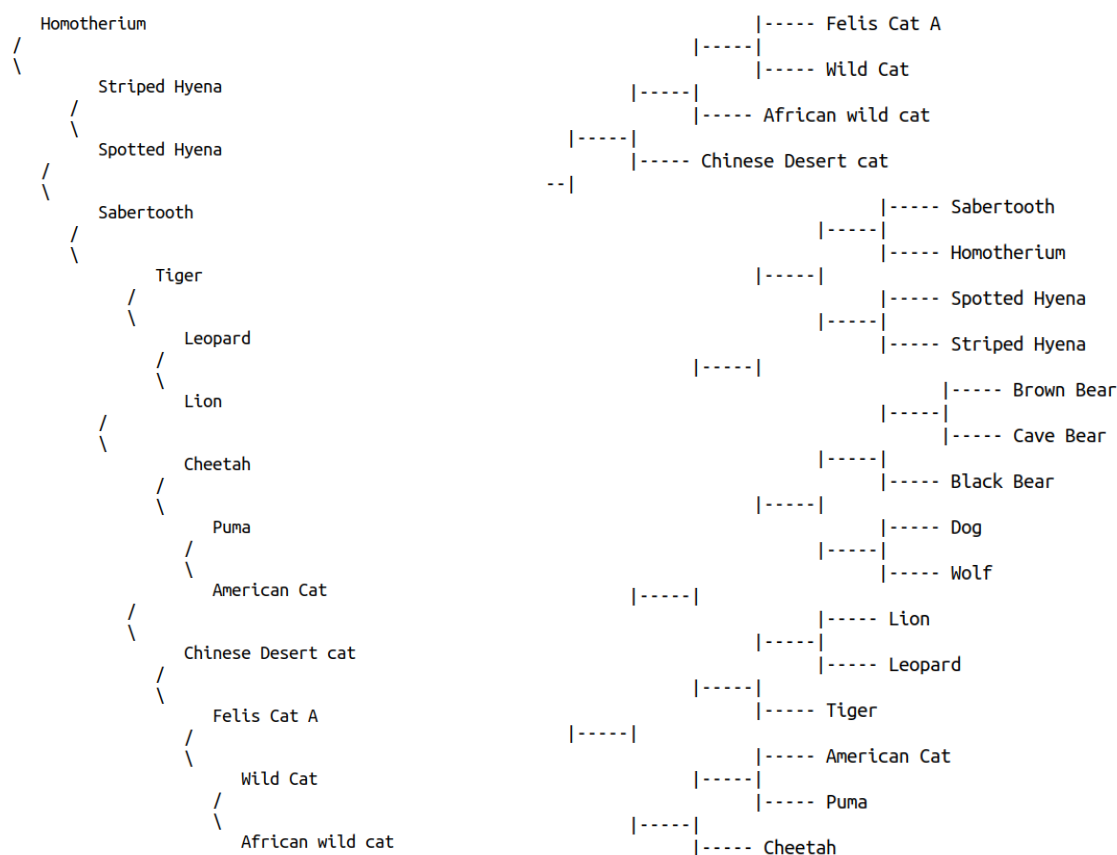 Homotherium
Striped Hyena
Spotted Hyena
Sabertooth
Tiger
Leopard
Lion
Cheetah
Puma
American Cat
Chinese Desert cat
Felis Cat A
Wild Cat
African wild cat
|----- Felis Cat A
|-----|
|----- Wild Cat
|-----|
|----- African wild cat
|-----|
|----- Chinese Desert cat
--|
|----- Sabertooth
|-----|
|----- Homotherium
|-----|
|----- Spotted Hyena
|-----|
|----- Striped Hyena
|-----|
|----- Brown Bear
|-----|
|----- Cave Bear
|-----|
|----- Black Bear
|-----|
|----- Dog
|-----|
|----- Wolf
|-----|
|----- Lion
|-----|
|----- Leopard
|-----|
|----- Tiger
|-----|
|----- American Cat
|-----|
|----- Puma
|-----|
|----- Cheetah